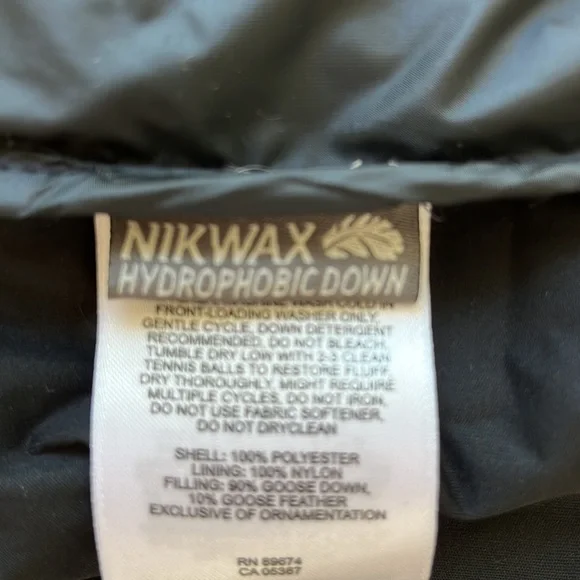 NIKWAX
HYDROPHOBIC DOWN
FRONT-LOADING WASHER ONLY.
GENTLE CYCLE. DOWN DETERGENT
RECOMMENDED. DO NOT BLEACH.
TUMBLE DRY LOW WITH 2-3 CLEAN
TENNIS BALLS TO RESTORE FLUFF.
DRY THOROUGHLY. MIGHT REQUIRE
MULTIPLE CYCLES. DO NOT IRON.
DO NOT USE FABRIC SOFTENER.
DO NOT DRYCLEAN
SHELL: 100% POLYESTER
LINING: 100% NYLON
FILLING: 90% GOOSE DOWN,
10% GOOSE FEATHER
EXCLUSIVE OF ORNAMENTATION
RN 89674
CA 05367